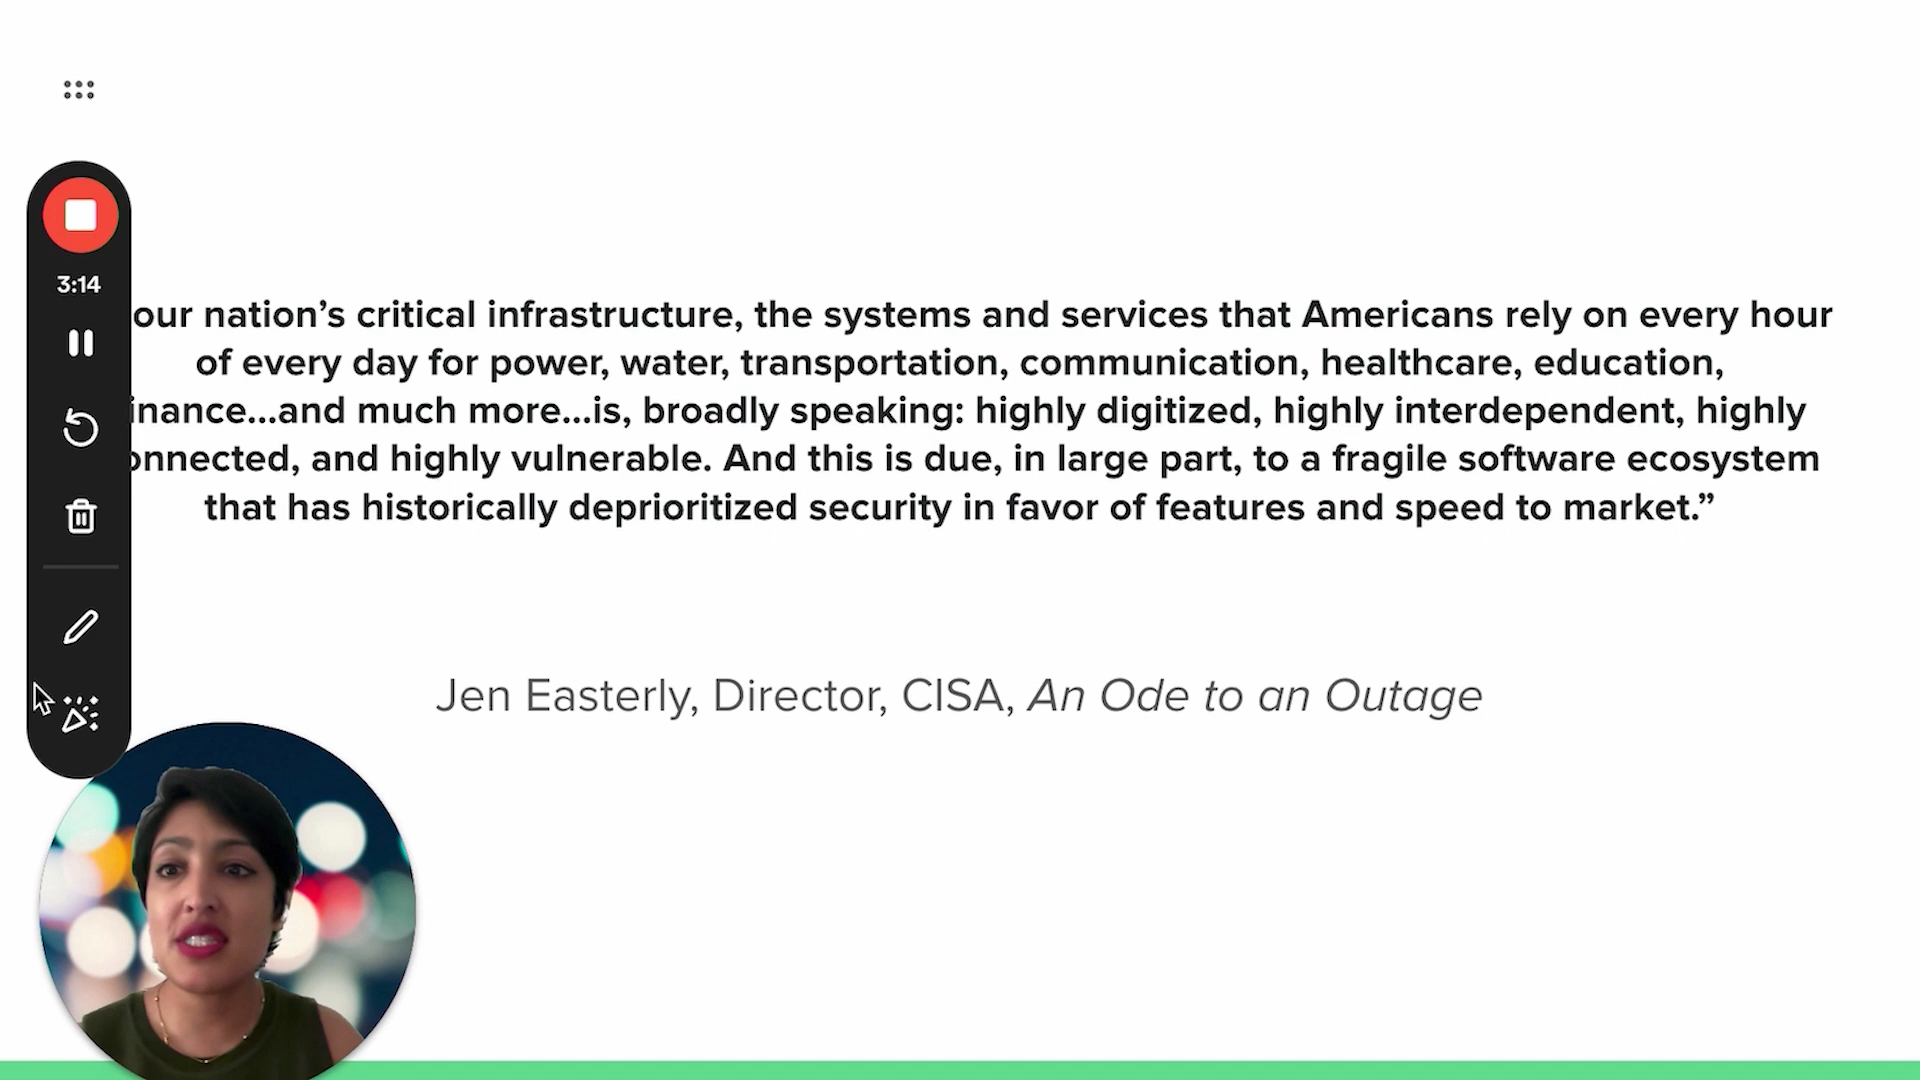 3:14
our nation’s critical infrastructure, the systems and services that Americans rely on every hour
of every day for power, water, transportation, communication, healthcare, education,
inance...and much more...is, broadly speaking: highly digitized, highly interdependent, highly
onnected, and highly vulnerable. And this is due, in large part, to a fragile software ecosystem
that has historically deprioritized security in favor of features and speed to market.”
Jen Easterly, Director, CISA, An Ode to an Outage